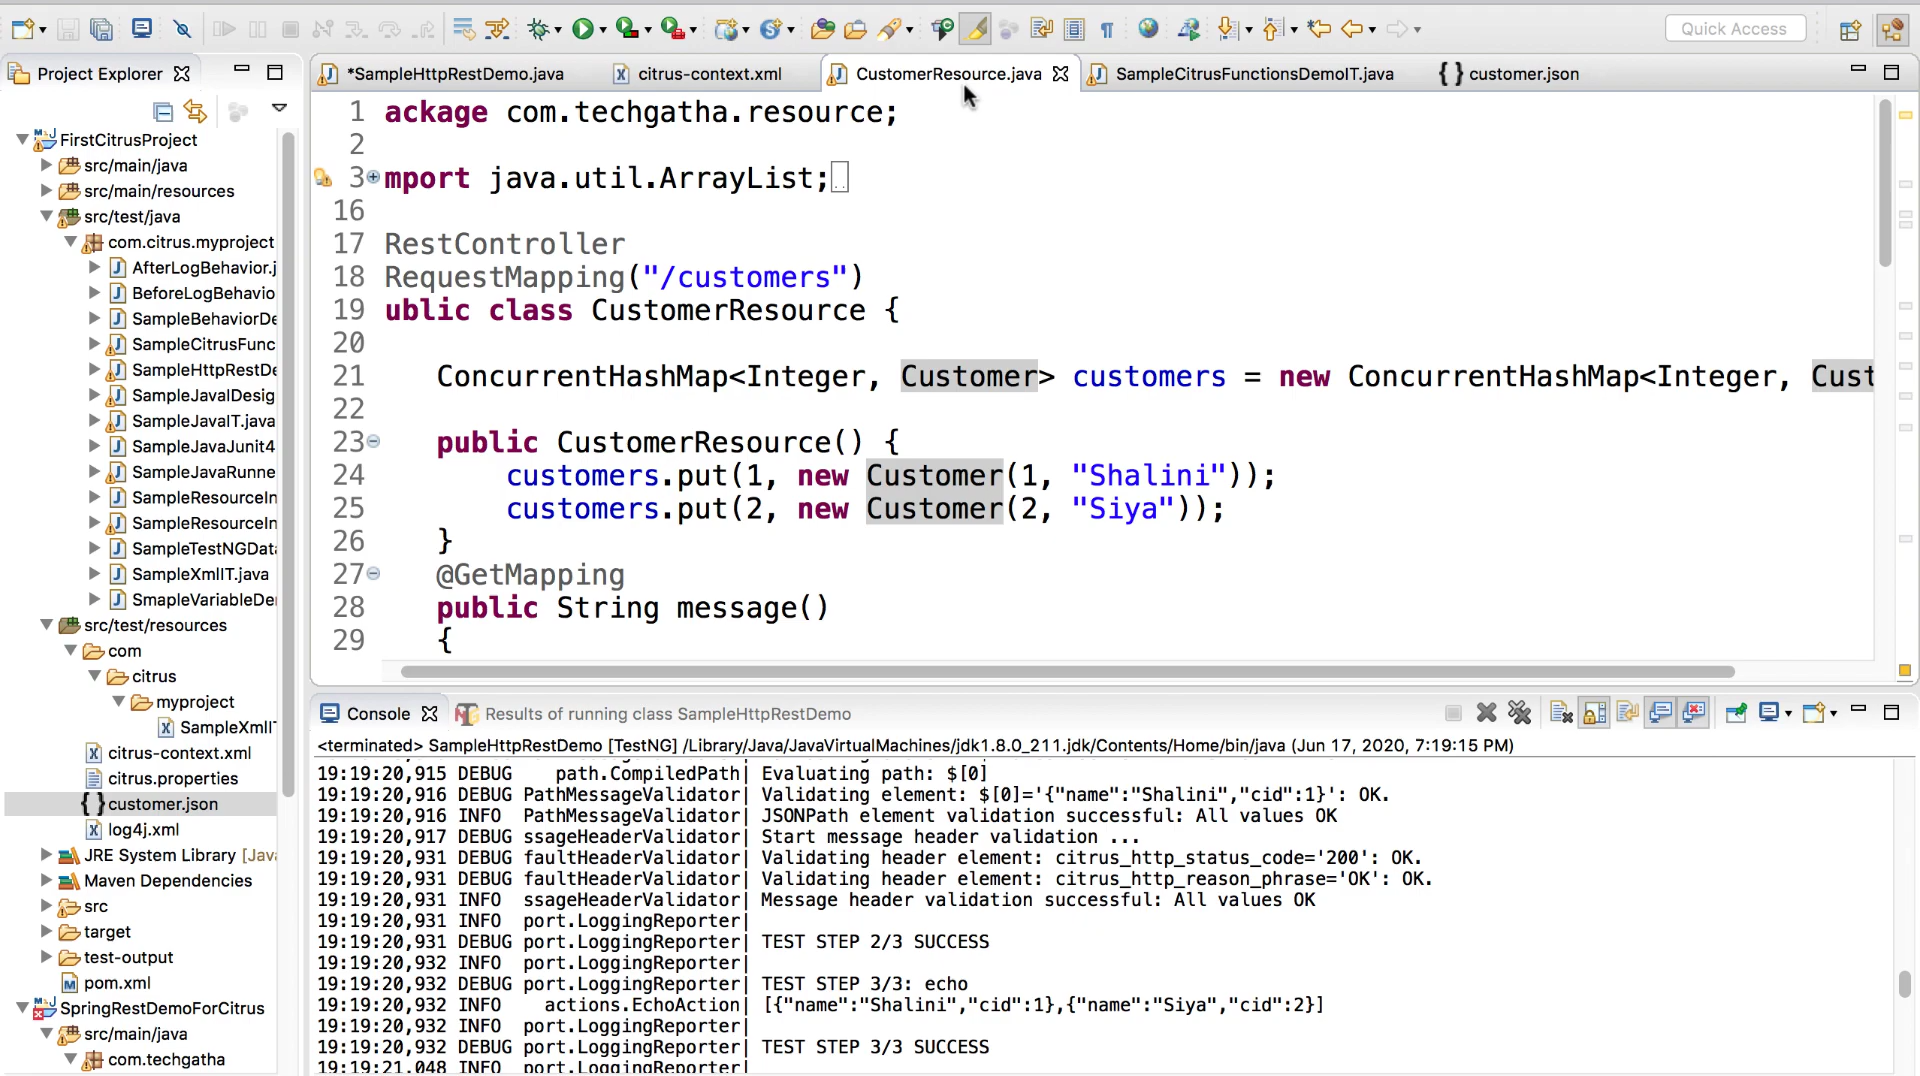 Quick Access
Project Explorer
*SampleHttpRestDemo.java
citrus-context.xml
CustomerResource.java
SampleCitrusFunctionsDemoIT.java
{ } customer.json
FirstCitrusProject
src/main/java
src/main/resources
src/test/java
com.citrus.myproject
AfterLogBehavior.j
BeforeLogBehavio
SampleBehaviorDe
SampleCitrusFunc
SampleHttpRestDe
SampleJavaIDesig
SampleJavaIT.java
SampleJavaJunit4
SampleJavaRunne
SampleResourceIn
SampleResourceIn
SampleTestNGData
SampleXmlIT.java
SmapleVariableDer
src/test/resources
com
citrus
myproject
SampleXmlIT
citrus-context.xml
citrus.properties
{ } customer.json
log4j.xml
JRE System Library [Java
Maven Dependencies
src
target
test-output
pom.xml
SpringRestDemoForCitrus
src/main/java
com.techgatha
1 ackage com.techgatha.resource;
2
3 mport java.util.ArrayList;
16
17 RestController
18 RequestMapping("/customers")
19 ublic class CustomerResource {
20
21 ConcurrentHashMap<Integer, Customer> customers = new ConcurrentHashMap<Integer, Cust
22
23 public CustomerResource() {
24 customers.put(1, new Customer(1, "Shalini"));
25 customers.put(2, new Customer(2, "Siya"));
26 }
27 @GetMapping
28 public String message()
29 {
Console
Results of running class SampleHttpRestDemo
<terminated> SampleHttpRestDemo [TestNG] /Library/Java/JavaVirtualMachines/jdk1.8.0_211.jdk/Contents/Home/bin/java (Jun 17, 2020, 7:19:15 PM)
19:19:20,915 DEBUG path.CompiledPath| Evaluating path: $[0]
19:19:20,916 DEBUG PathMessageValidator| Validating element: $[0]='{"name":"Shalini","cid":1}': OK.
19:19:20,916 INFO PathMessageValidator| JSONPath element validation successful: All values OK
19:19:20,917 DEBUG ssageHeaderValidator| Start message header validation ...
19:19:20,931 DEBUG faultHeaderValidator| Validating header element: citrus_http_status_code='200': OK.
19:19:20,931 DEBUG faultHeaderValidator| Validating header element: citrus_http_reason_phrase='OK': OK.
19:19:20,931 INFO ssageHeaderValidator| Message header validation successful: All values OK
19:19:20,931 INFO port.LoggingReporter|
19:19:20,931 DEBUG port.LoggingReporter| TEST STEP 2/3 SUCCESS
19:19:20,932 INFO port.LoggingReporter|
19:19:20,932 DEBUG port.LoggingReporter| TEST STEP 3/3: echo
19:19:20,932 INFO actions.EchoAction| [{"name":"Shalini","cid":1},{"name":"Siya","cid":2}]
19:19:20,932 INFO port.LoggingReporter|
19:19:20,932 DEBUG port.LoggingReporter| TEST STEP 3/3 SUCCESS
19:19:21,048 INFO port.LoggingReporter|